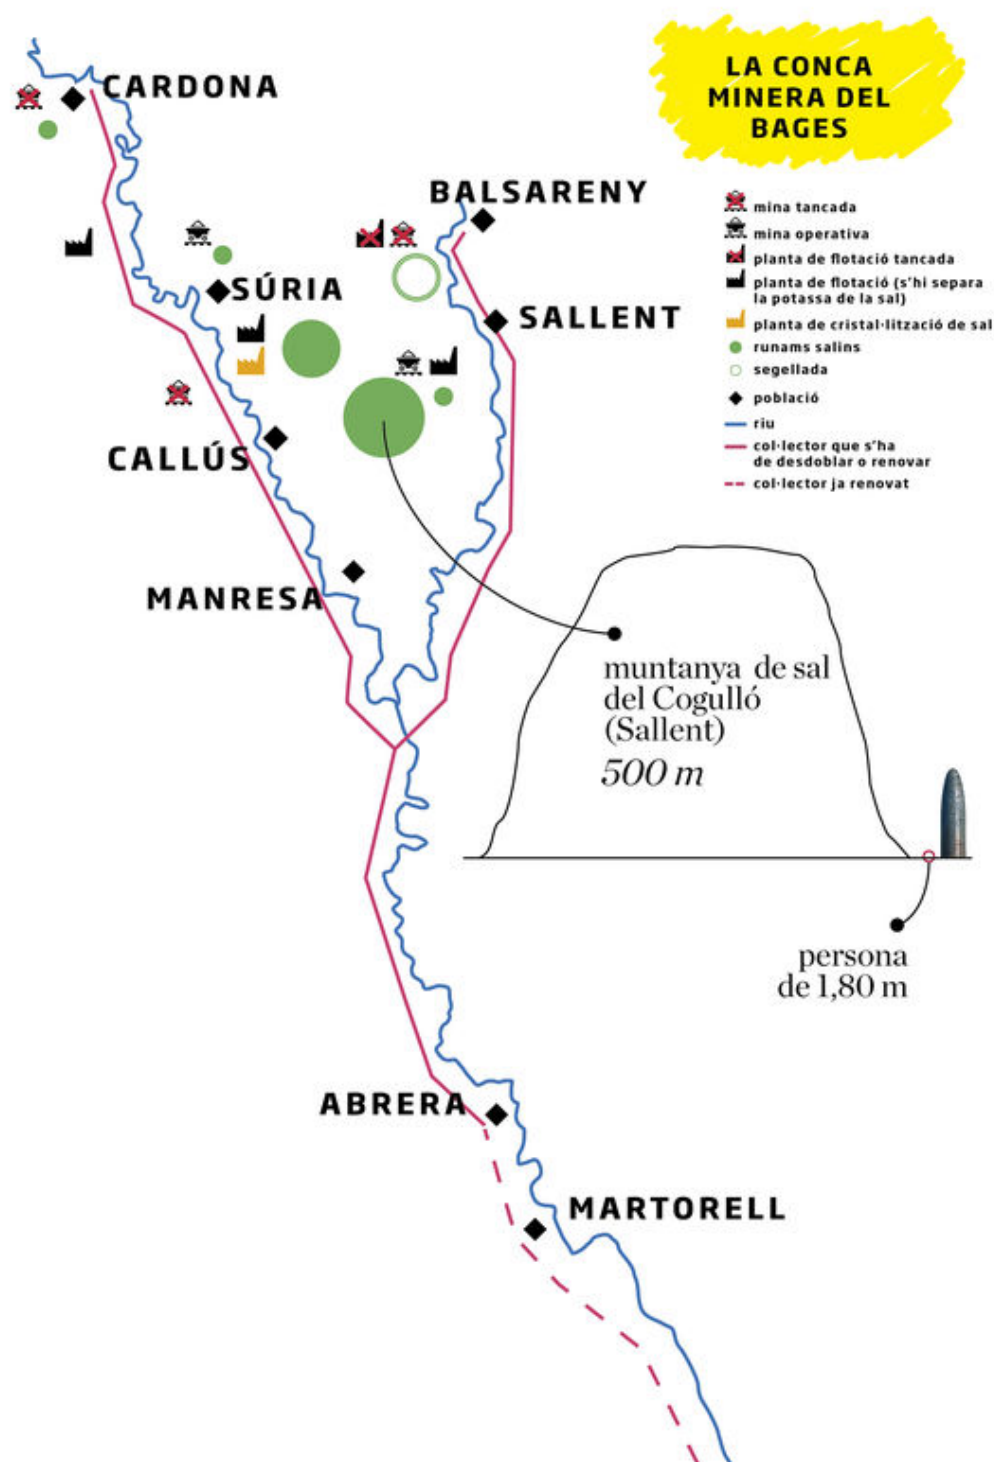 LA CONCA
MINERA DEL
BAGES
CARDONA
BALSARENY
SÚRIA
SALLENT
CALLÚS
MANRESA
ABRERA
MARTORELL
mina tancada
mina operativa
planta de flotació tancada
planta de flotació (s'hi separa
la potassa de la sal)
planta de cristal·lització de sal
runams salins
segellada
població
riu
col·lector que s'ha
de desdoblar o renovar
col·lector ja renovat
muntanya de sal
del Cogulló
(Sallent)
500 m
persona
de 1,80 m